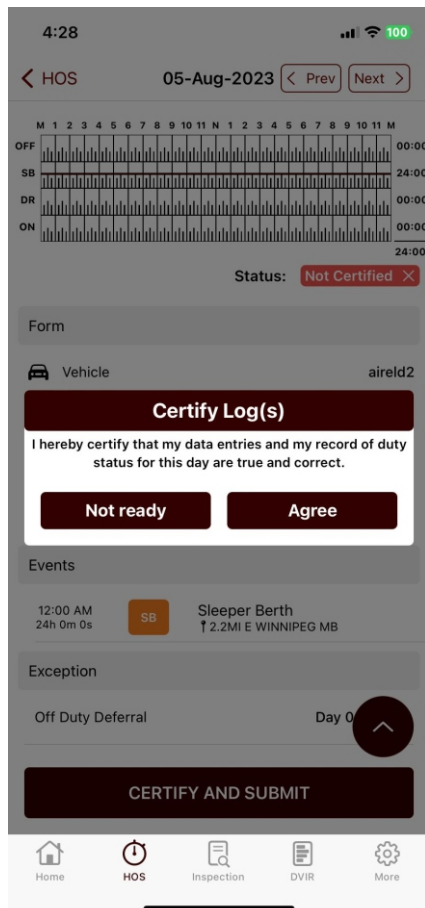 4:28
100
HOS
05-Aug-2023
Prev
Next
M 1 2 3 4 5 6 7 8 9 10 11 N 1 2 3 4 5 6 7 8 9 10 11 M
OFF 00:00
SB 24:00
DR 00:00
ON 00:00
24:00
Status: Not Certified
Form
Vehicle aireld2
Certify Log(s)
I hereby certify that my data entries and my record of duty
status for this day are true and correct.
Not ready Agree
Events
12:00 AM SB Sleeper Berth
24h 0m 0s 2.2MI E WINNIPEG MB
Exception
Off Duty Deferral Day 0
CERTIFY AND SUBMIT
Home HOS Inspection DVIR More